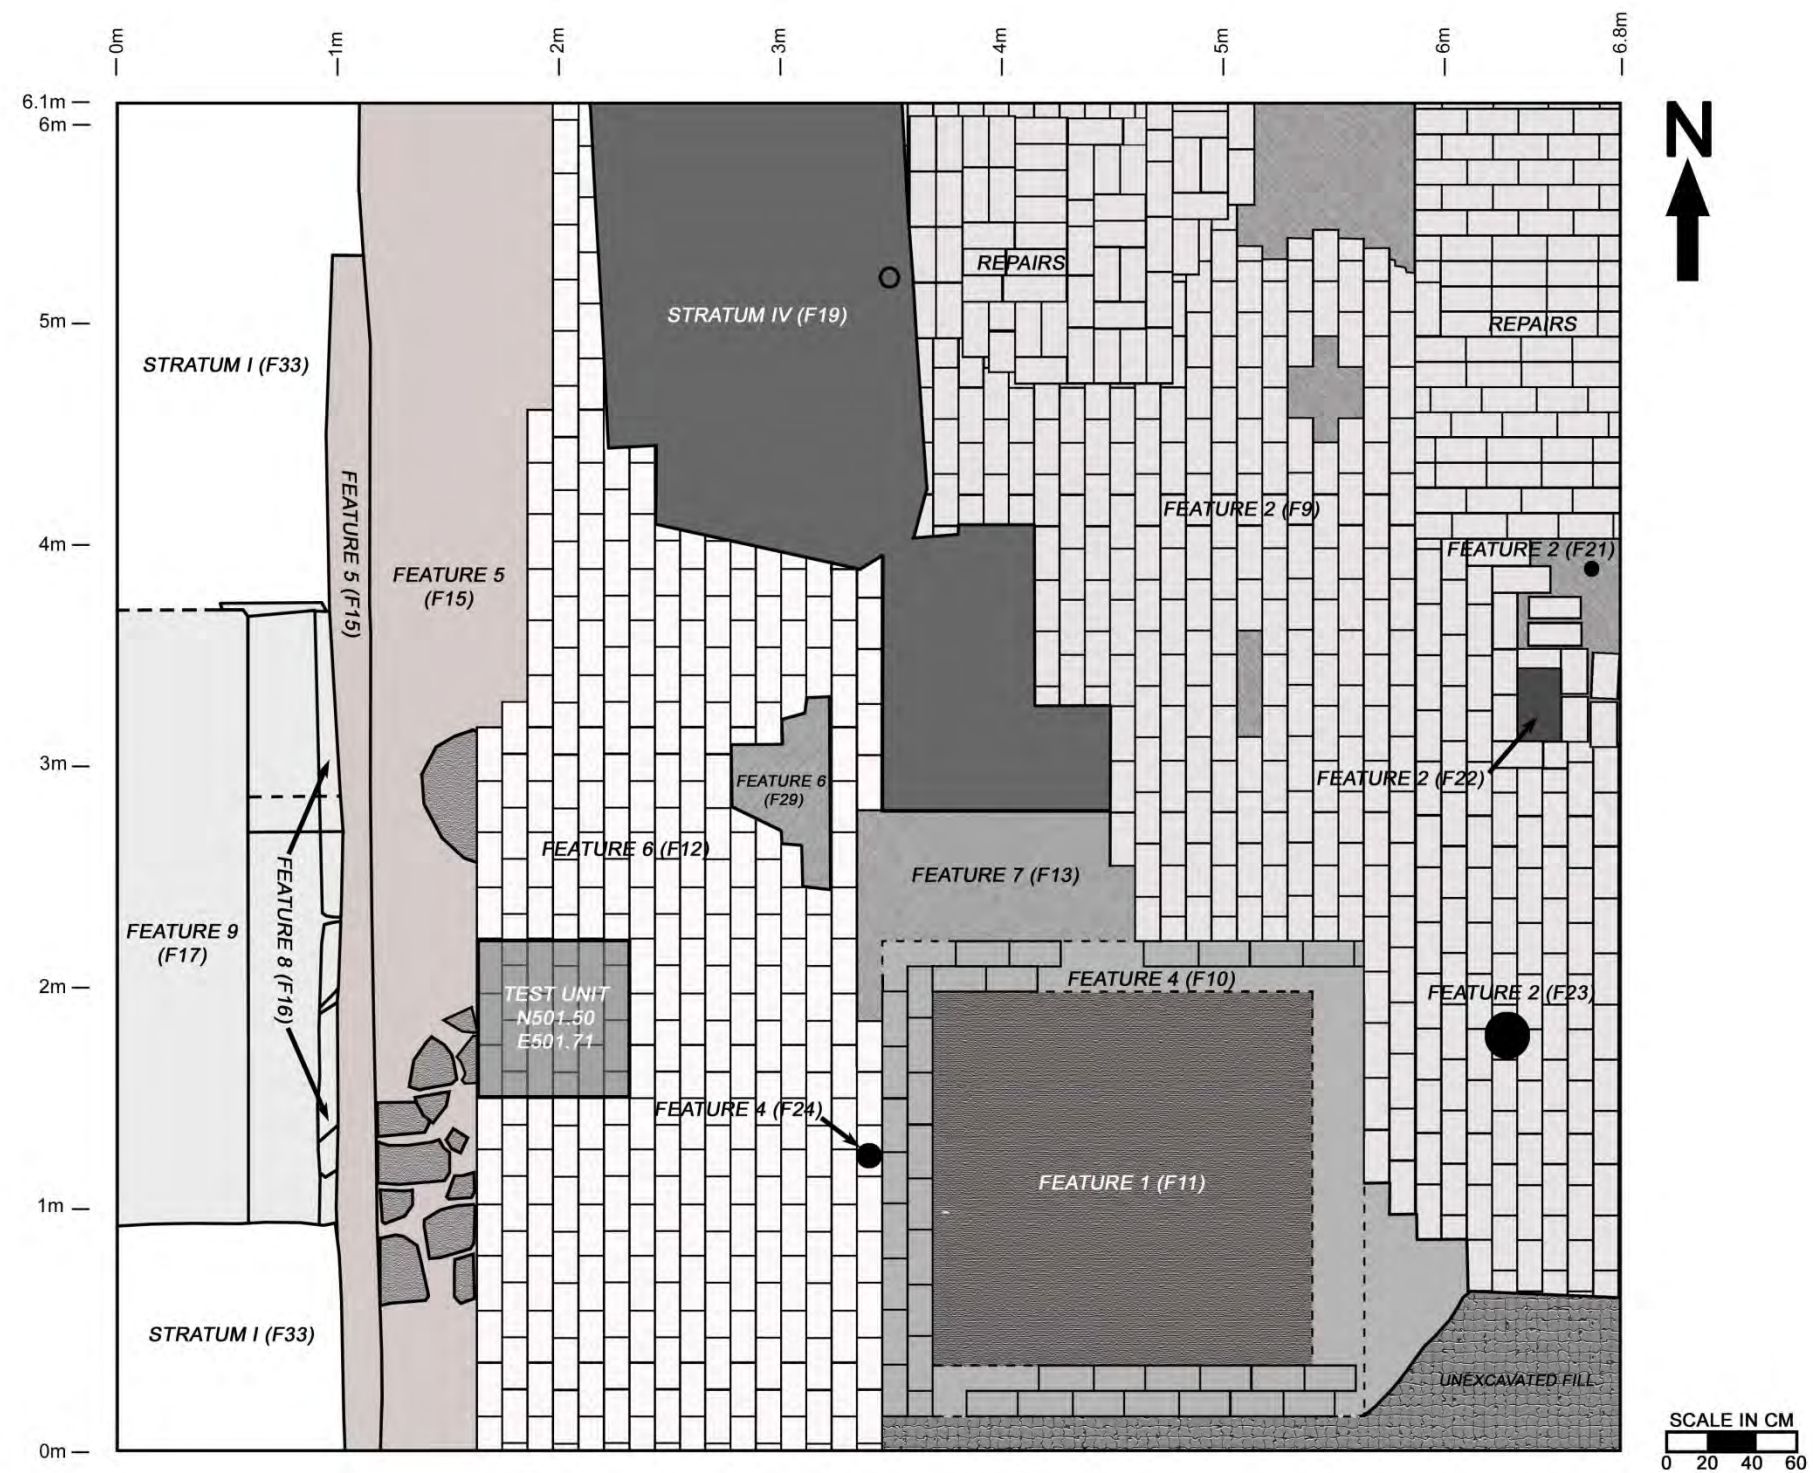 0m
1m
2m
3m
4m
5m
6m
6.8m
6.1m
6m
N
REPAIRS
STRATUM IV (F19)
5m
REPAIRS
STRATUM I (F33)
FEATURE 5 (F15)
FEATURE 2 (F9)
4m
FEATURE 2 (F21)
FEATURE 5
(F15)
3m
FEATURE 2 (F22)
FEATURE 6
(F29)
FEATURE 6 (F12)
FEATURE 7 (F13)
FEATURE 9
(F17)
FEATURE 8 (F16)
2m
FEATURE 4 (F10)
TEST UNIT
N501.50
E501.71
FEATURE 2 (F23)
FEATURE 4 (F24)
FEATURE 1 (F11)
1m
STRATUM I (F33)
UNEXCAVATED FILL
0m
SCALE IN CM
0 20 40 60